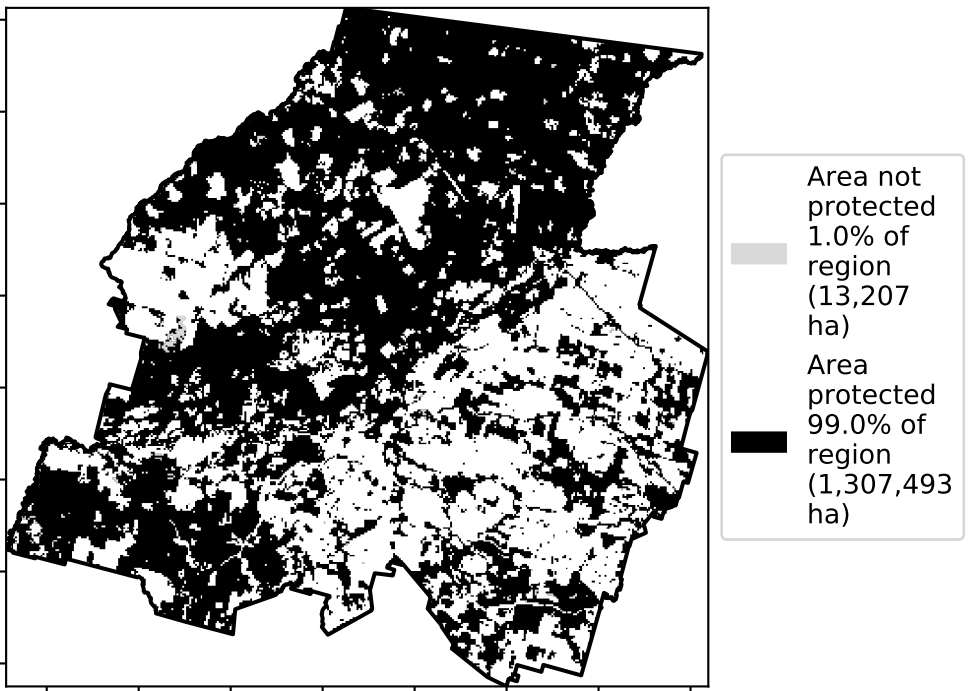 Area not
protected
1.0% of
region
(13,207
ha)
Area
protected
99.0% of
region
(1,307,493
ha)